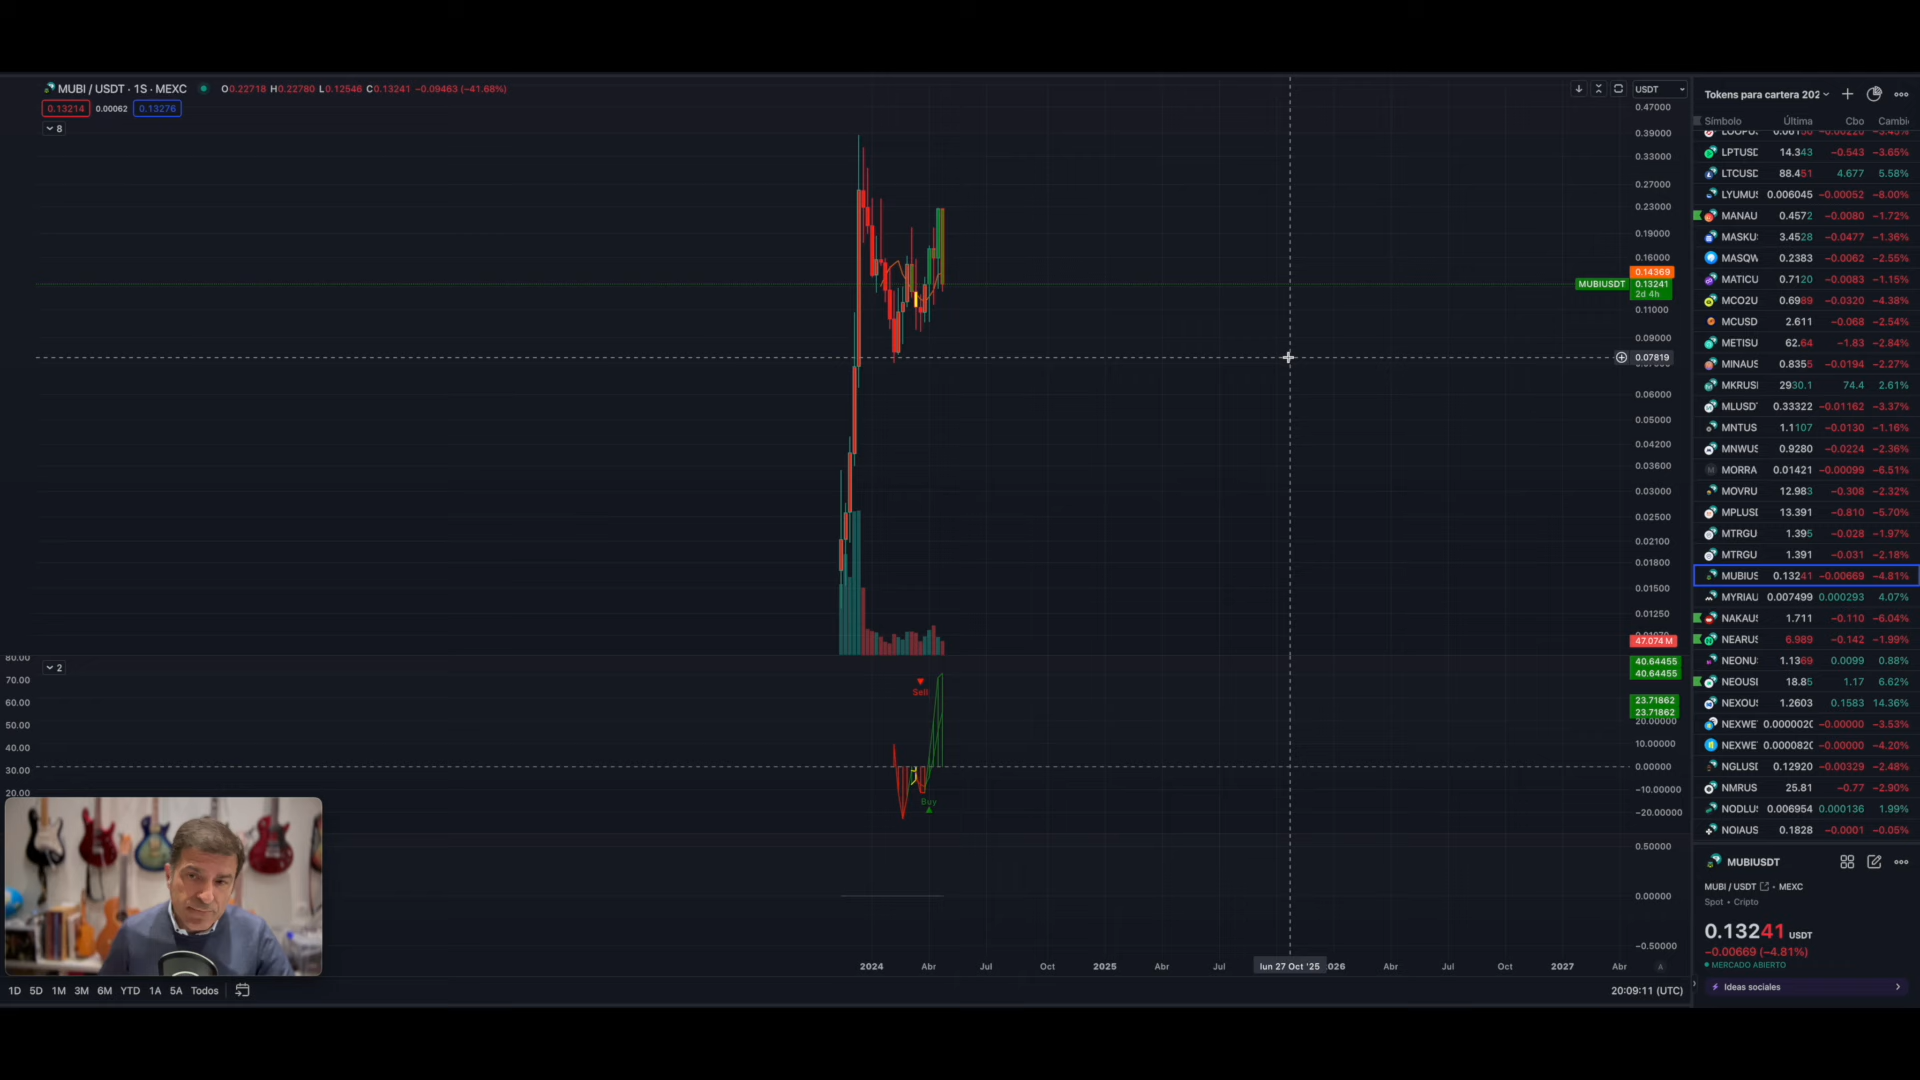 MUBI / USDT · 1S · MEXC
O0.22718 H0.22780 L0.12546 C0.13241 −0.09463 (−41.68%)
0.13214 0.00062 0.13276
8
USDT
0.47000
0.39000
0.33000
0.27000
0.23000
0.19000
0.16000
0.14369
MUBIUSDT 0.13241
2d 4h
0.11000
0.09000
0.07819
0.06000
0.05000
0.04200
0.03600
0.03000
0.02500
0.02100
0.01800
0.01500
0.01250
47.074 M
2
80.00
70.00
60.00
50.00
40.00
30.00
20.00
Sell
Buy
40.64455
40.64455
23.71862
23.71862
20.00000
10.00000
0.00000
−10.00000
−20.00000
0.50000
0.00000
−0.50000
2024 Abr Jul Oct 2025 Abr Jul lun 27 Oct '25 026 Abr Jul Oct 2027 Abr
A
1D 5D 1M 3M 6M YTD 1A 5A Todos
20:09:11 (UTC)
Tokens para cartera 202
Símbolo Última Cbo Cambi
LPTUSD 14.343 −0.543 −3.65%
LTCUSD 88.451 4.677 5.58%
LYUMUS 0.006045 −0.00052 −8.00%
MANAU 0.4572 −0.0080 −1.72%
MASKU 3.4528 −0.0477 −1.36%
MASQW 0.2383 −0.0062 −2.55%
MATICU 0.7120 −0.0083 −1.15%
MCO2U 0.6989 −0.0320 −4.38%
MCUSD 2.611 −0.068 −2.54%
METISU 62.64 −1.83 −2.84%
MINAUS 0.8355 −0.0194 −2.27%
MKRUSI 2930.1 74.4 2.61%
MLUSDT 0.33322 −0.01162 −3.37%
MNTUS 1.1107 −0.0130 −1.16%
MNWUS 0.9280 −0.0224 −2.36%
MORRA 0.01421 −0.00099 −6.51%
MOVRU 12.983 −0.308 −2.32%
MPLUSD 13.391 −0.810 −5.70%
MTRGU 1.395 −0.028 −1.97%
MTRGU 1.391 −0.031 −2.18%
MUBIUS 0.13241 −0.00669 −4.81%
MYRIAU 0.007499 0.000293 4.07%
NAKAUS 1.711 −0.110 −6.04%
NEARUS 6.989 −0.142 −1.99%
NEONU 1.1369 0.0099 0.88%
NEOUSI 18.85 1.17 6.62%
NEXOU 1.2603 0.1583 14.36%
NEXWE 0.000002( −0.00000 −3.53%
NEXWE 0.000082( −0.00000 −4.20%
NGLUSI 0.12920 −0.00329 −2.48%
NMRUS 25.81 −0.77 −2.90%
NODLU 0.006954 0.000136 1.99%
NOIAUS 0.1828 −0.0001 −0.05%
MUBIUSDT
MUBI / USDT • MEXC
Spot • Cripto
0.13241 USDT
−0.00669 (−4.81%)
MERCADO ABIERTO
Ideas sociales